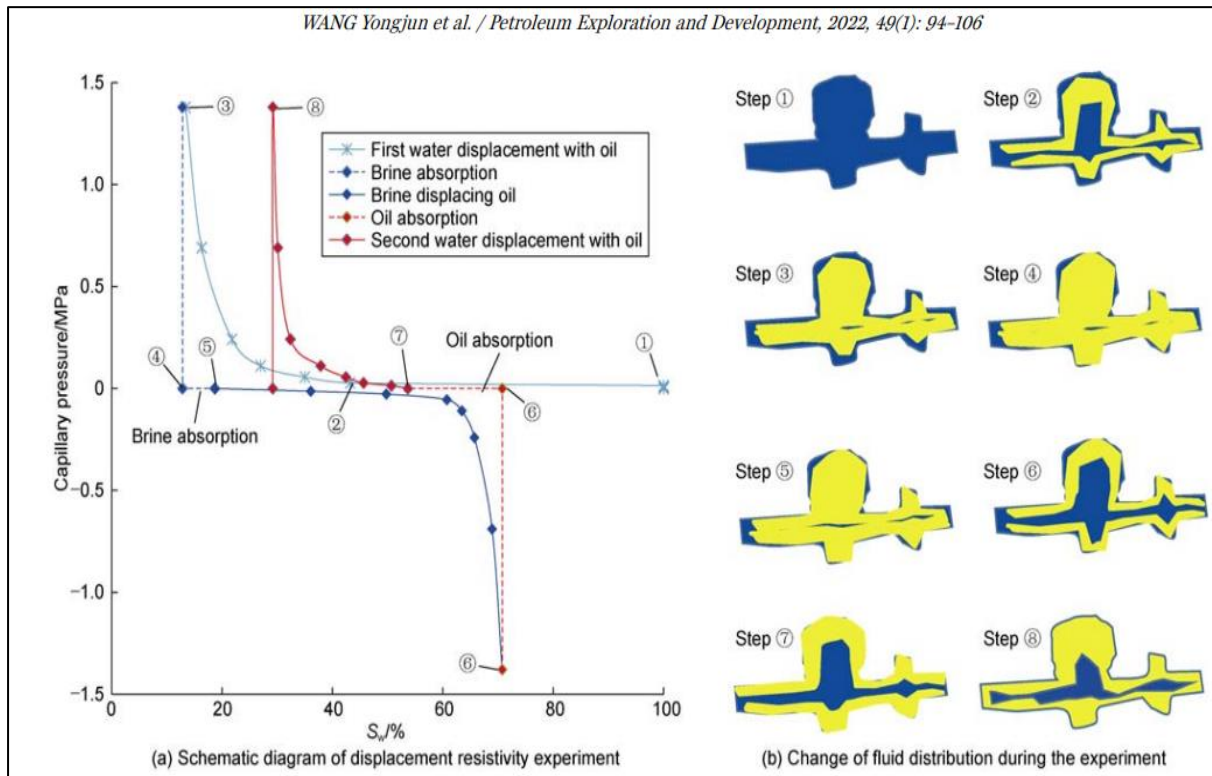 WANG Yongjun et al. / Petroleum Exploration and Development, 2022, 49(1): 94–106
1.5
1.0
0.5
0
−0.5
−1.0
−1.5
Capillary pressure/MPa
③
⑧
First water displacement with oil
Brine absorption
Brine displacing oil
Oil absorption
Second water displacement with oil
④
⑤
⑦
Oil absorption
①
②
⑥
Brine absorption
⑥
0
20
40
60
80
100
Sw/%
(a) Schematic diagram of displacement resistivity experiment
Step ①
Step ②
Step ③
Step ④
Step ⑤
Step ⑥
Step ⑦
Step ⑧
(b) Change of fluid distribution during the experiment